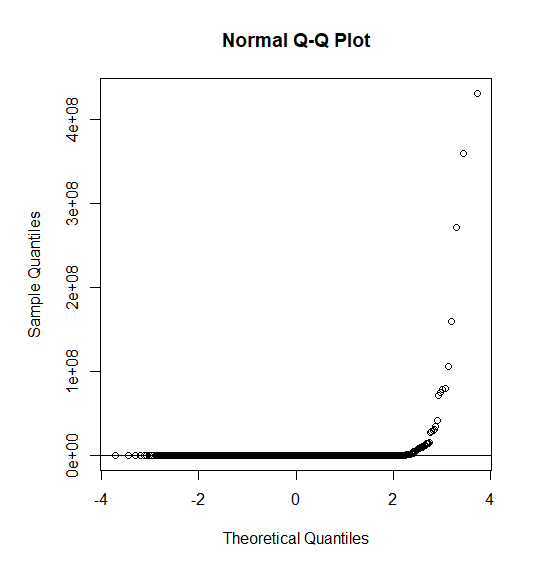 Normal Q-Q Plot
4e+08
3e+08
2e+08
1e+08
0e+00
Sample Quantiles
-4
-2
0
2
4
Theoretical Quantiles